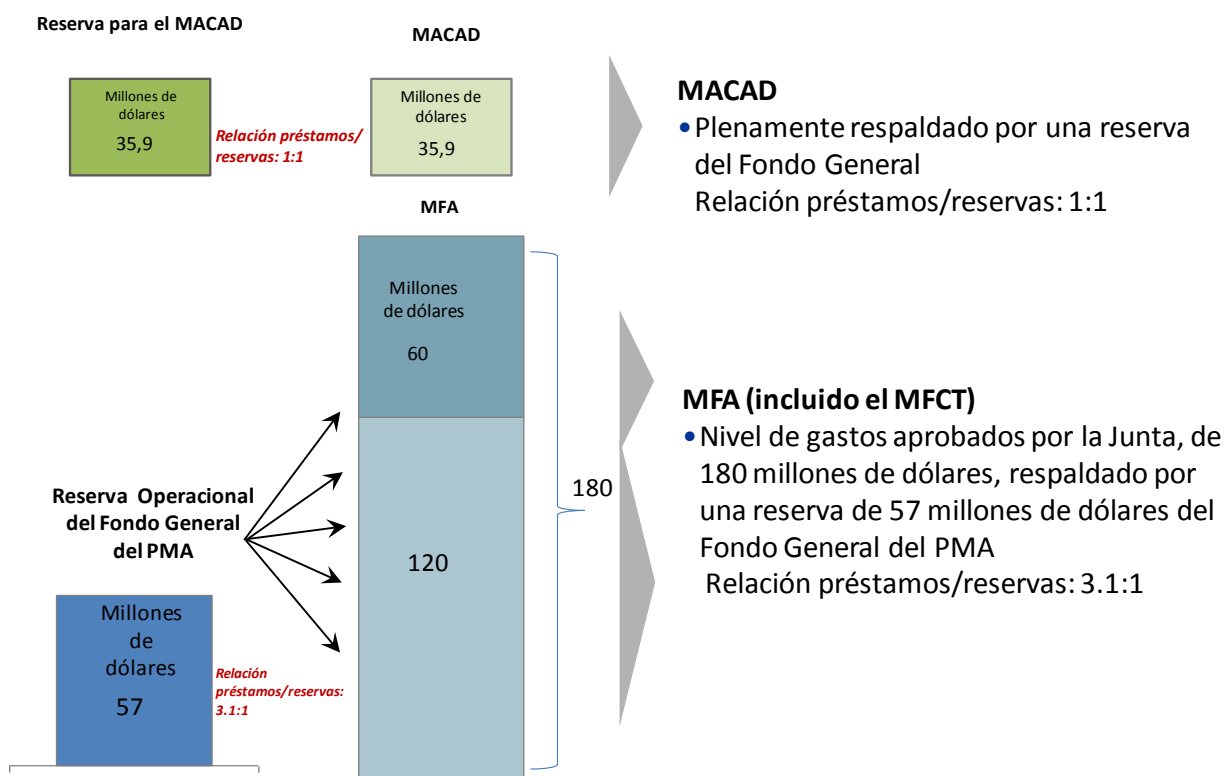 Reserva para el MACAD
MACAD
Millones de
dólares
35,9
Relación préstamos/
reservas: 1:1
Millones de
dólares
35,9
MACAD
•Plenamente respaldado por una reserva
del Fondo General
Relación préstamos/reservas: 1:1
MFA
Millones
de dólares
60
120
180
Reserva Operacional
del Fondo General
del PMA
Millones
de
dólares
57
Relación
préstamos/reservas:
3.1:1
MFA (incluido el MFCT)
•Nivel de gastos aprobados por la Junta, de
180 millones de dólares, respaldado por
una reserva de 57 millones de dólares del
Fondo General del PMA
Relación préstamos/reservas: 3.1:1